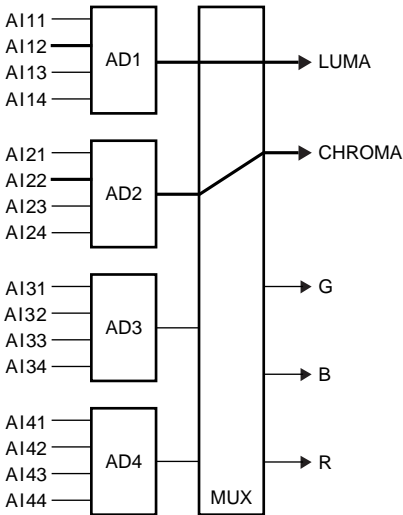 AI11
AI12
AI13
AI14
AD1
LUMA
AI21
AI22
AI23
AI24
AD2
CHROMA
AI31
AI32
AI33
AI34
AD3
G
B
AI41
AI42
AI43
AI44
AD4
R
MUX